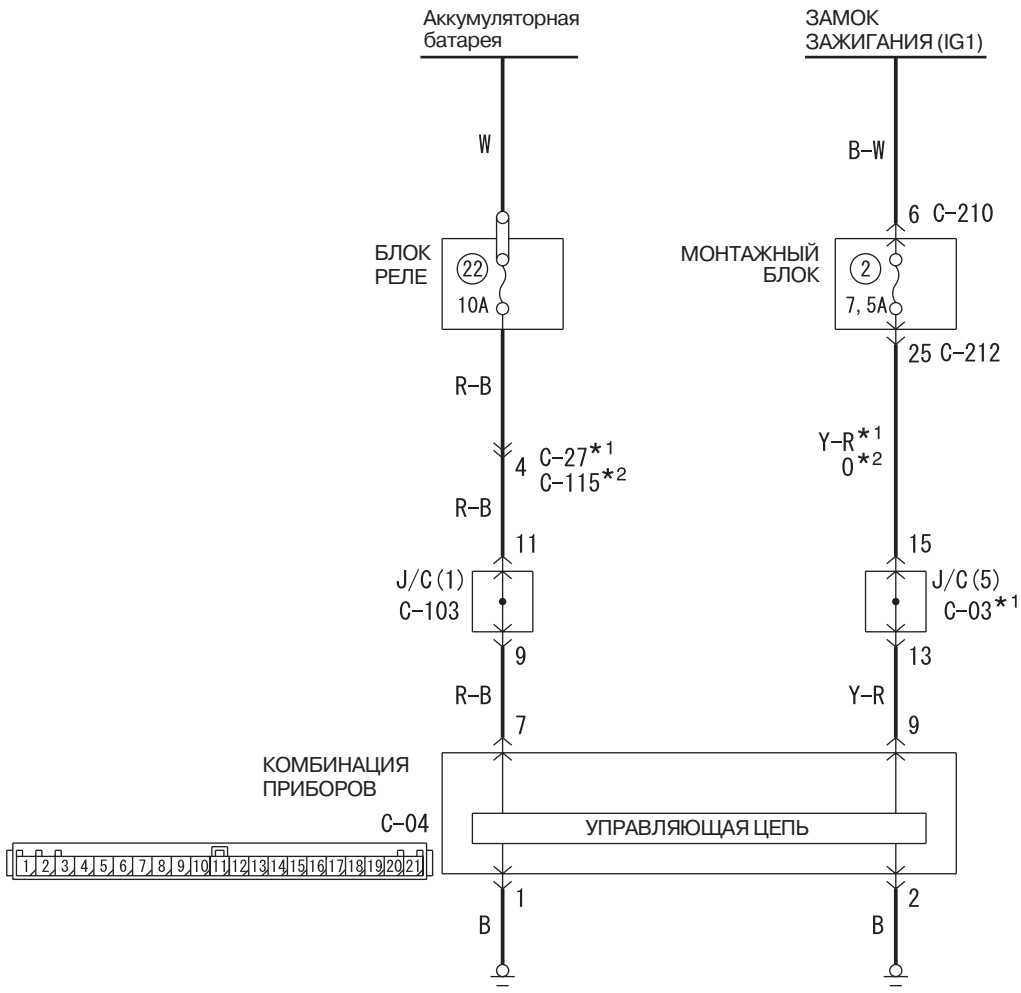 Аккумуляторная
батарея
ЗАМОК
ЗАЖИГАНИЯ (IG1)
W
B-W
6 C-210
БЛОК
РЕЛЕ
22
10A
МОНТАЖНЫЙ
БЛОК
2
7, 5A
25 C-212
R-B
4 C-27*1
C-115*2
Y-R*1
O*2
R-B
11
15
J/C (1)
C-103
J/C (5)
C-03*1
9
13
R-B
Y-R
7
9
КОМБИНАЦИЯ
ПРИБОРОВ
C-04
УПРАВЛЯЮЩАЯ ЦЕПЬ
1 2 3 4 5 6 7 8 9 10 11 12 13 14 15 16 17 18 19 20 21
1
2
B
B